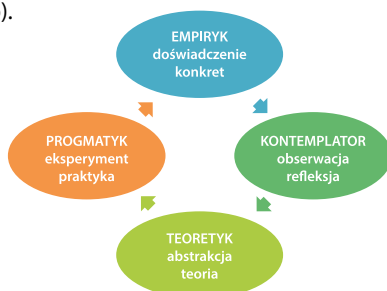 ).
EMPIRYK
doświadczenie
konkret
PROGMATYK
eksperyment
praktyka
KONTEMPLATOR
obserwacja
refleksja
TEORETYK
abstrakcja
teoria